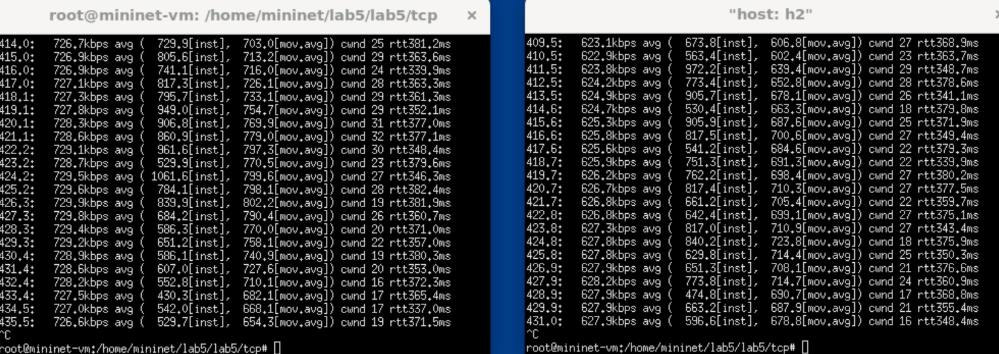 root@mininet-vm: /home/mininet/lab5/lab5/tcp ×
414.0: 726.7kbps avg ( 729.9[inst], 703.0[mov.avg]) cwnd 25 rtt381.2ms
415.0: 726.9kbps avg ( 805.6[inst], 713.2[mov.avg]) cwnd 29 rtt363.6ms
416.0: 726.9kbps avg ( 741.1[inst], 716.0[mov.avg]) cwnd 24 rtt339.9ms
417.0: 727.1kbps avg ( 817.3[inst], 726.1[mov.avg]) cwnd 28 rtt363.3ms
418.1: 727.3kbps avg ( 795.7[inst], 733.1[mov.avg]) cwnd 29 rtt361.3ms
419.1: 727.8kbps avg ( 949.0[inst], 754.7[mov.avg]) cwnd 29 rtt352.1ms
420.1: 728.3kbps avg ( 906.8[inst], 769.9[mov.avg]) cwnd 31 rtt377.0ms
421.1: 728.6kbps avg ( 860.9[inst], 779.0[mov.avg]) cwnd 32 rtt377.1ms
422.2: 729.1kbps avg ( 961.6[inst], 797.3[mov.avg]) cwnd 30 rtt348.4ms
423.2: 728.7kbps avg ( 529.9[inst], 770.5[mov.avg]) cwnd 23 rtt379.6ms
424.2: 729.5kbps avg ( 1061.6[inst], 799.6[mov.avg]) cwnd 27 rtt346.3ms
425.2: 729.6kbps avg ( 784.1[inst], 798.1[mov.avg]) cwnd 28 rtt382.4ms
426.3: 729.9kbps avg ( 839.9[inst], 802.2[mov.avg]) cwnd 19 rtt381.9ms
427.3: 729.8kbps avg ( 684.2[inst], 790.4[mov.avg]) cwnd 26 rtt360.7ms
428.3: 729.4kbps avg ( 586.3[inst], 770.0[mov.avg]) cwnd 20 rtt371.0ms
429.3: 729.2kbps avg ( 651.2[inst], 758.1[mov.avg]) cwnd 22 rtt357.0ms
430.4: 728.9kbps avg ( 586.1[inst], 740.9[mov.avg]) cwnd 19 rtt380.3ms
431.4: 728.6kbps avg ( 607.0[inst], 727.6[mov.avg]) cwnd 20 rtt353.0ms
432.4: 728.2kbps avg ( 552.8[inst], 710.1[mov.avg]) cwnd 16 rtt372.3ms
433.4: 727.5kbps avg ( 430.3[inst], 682.1[mov.avg]) cwnd 17 rtt365.4ms
434.5: 727.0kbps avg ( 542.0[inst], 668.1[mov.avg]) cwnd 17 rtt337.0ms
435.5: 726.6kbps avg ( 529.7[inst], 654.3[mov.avg]) cwnd 19 rtt371.5ms
^C
root@mininet-vm:/home/mininet/lab5/lab5/tcp#
"host: h2"
409.5: 623.1kbps avg ( 673.8[inst], 606.8[mov.avg]) cwnd 27 rtt368.9ms
410.5: 622.9kbps avg ( 563.4[inst], 602.4[mov.avg]) cwnd 23 rtt363.7ms
411.5: 623.8kbps avg ( 972.2[inst], 639.4[mov.avg]) cwnd 29 rtt348.7ms
412.5: 624.2kbps avg ( 773.4[inst], 652.8[mov.avg]) cwnd 28 rtt378.6ms
413.5: 624.9kbps avg ( 905.7[inst], 678.1[mov.avg]) cwnd 26 rtt341.1ms
414.6: 624.7kbps avg ( 530.4[inst], 663.3[mov.avg]) cwnd 18 rtt379.8ms
415.6: 625.3kbps avg ( 905.9[inst], 687.6[mov.avg]) cwnd 25 rtt371.9ms
416.6: 625.8kbps avg ( 817.5[inst], 700.6[mov.avg]) cwnd 27 rtt349.4ms
417.6: 625.6kbps avg ( 541.2[inst], 684.6[mov.avg]) cwnd 22 rtt379.3ms
418.7: 625.9kbps avg ( 751.3[inst], 691.3[mov.avg]) cwnd 22 rtt339.9ms
419.7: 626.2kbps avg ( 762.2[inst], 698.4[mov.avg]) cwnd 27 rtt380.2ms
420.7: 626.7kbps avg ( 817.4[inst], 710.3[mov.avg]) cwnd 27 rtt377.5ms
421.7: 626.8kbps avg ( 661.2[inst], 705.4[mov.avg]) cwnd 22 rtt359.7ms
422.8: 626.8kbps avg ( 642.4[inst], 699.1[mov.avg]) cwnd 27 rtt375.1ms
423.8: 627.3kbps avg ( 817.0[inst], 710.9[mov.avg]) cwnd 27 rtt343.4ms
424.8: 627.8kbps avg ( 840.2[inst], 723.8[mov.avg]) cwnd 18 rtt375.9ms
425.8: 627.8kbps avg ( 629.8[inst], 714.4[mov.avg]) cwnd 25 rtt350.3ms
426.9: 627.9kbps avg ( 651.3[inst], 708.1[mov.avg]) cwnd 21 rtt376.6ms
427.9: 628.2kbps avg ( 773.8[inst], 714.7[mov.avg]) cwnd 24 rtt360.9ms
428.9: 627.9kbps avg ( 474.8[inst], 690.7[mov.avg]) cwnd 17 rtt368.8ms
429.9: 627.9kbps avg ( 663.2[inst], 687.9[mov.avg]) cwnd 21 rtt355.4ms
431.0: 627.9kbps avg ( 596.6[inst], 678.8[mov.avg]) cwnd 16 rtt348.4ms
^C
root@mininet-vm:/home/mininet/lab5/lab5/tcp#